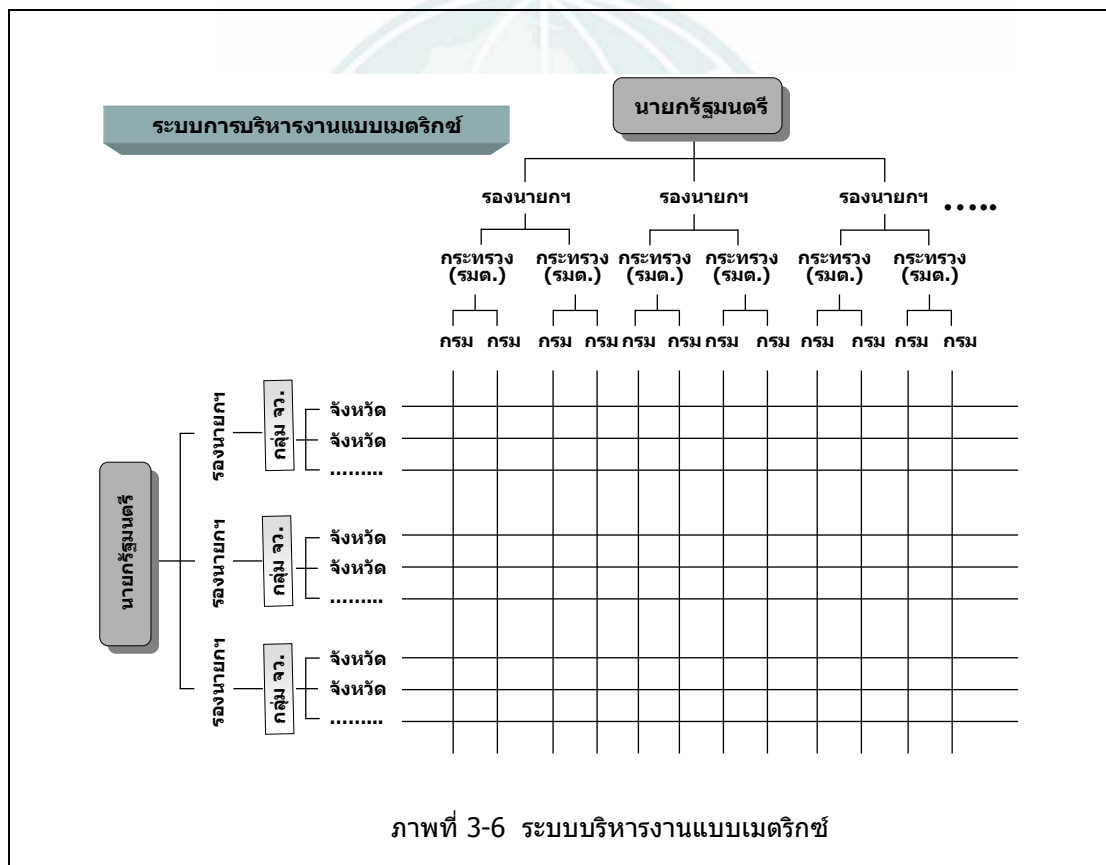 นายกรัฐมนตรี
ระบบการบริหารงานแบบเมตริกซ์
รองนายกฯ รองนายกฯ รองนายกฯ .....
กระทรวง กระทรวง กระทรวง กระทรวง กระทรวง กระทรวง
(รมต.) (รมต.) (รมต.) (รมต.) (รมต.) (รมต.)
กรม กรม กรม กรม กรม กรม กรม กรม กรม กรม กรม กรม
นายกรัฐมนตรี
รองนายกฯ
กลุ่ม จว.
จังหวัด
จังหวัด
.........
รองนายกฯ
กลุ่ม จว.
จังหวัด
จังหวัด
.........
รองนายกฯ
กลุ่ม จว.
จังหวัด
จังหวัด
.........
ภาพที่ 3-6 ระบบบริหารงานแบบเมตริกซ์